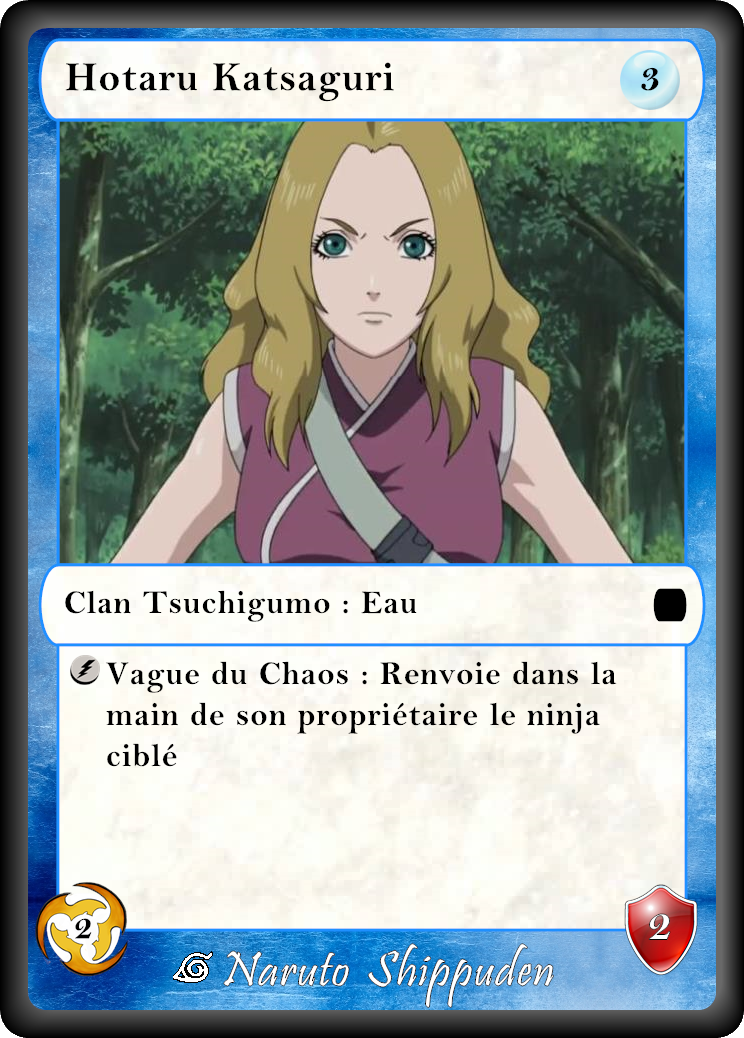 Hotaru Katsaguri
3
Clan Tsuchigumo : Eau
Vague du Chaos : Renvoie dans la
main de son propriétaire le ninja
ciblé
2
2
Naruto Shippuden